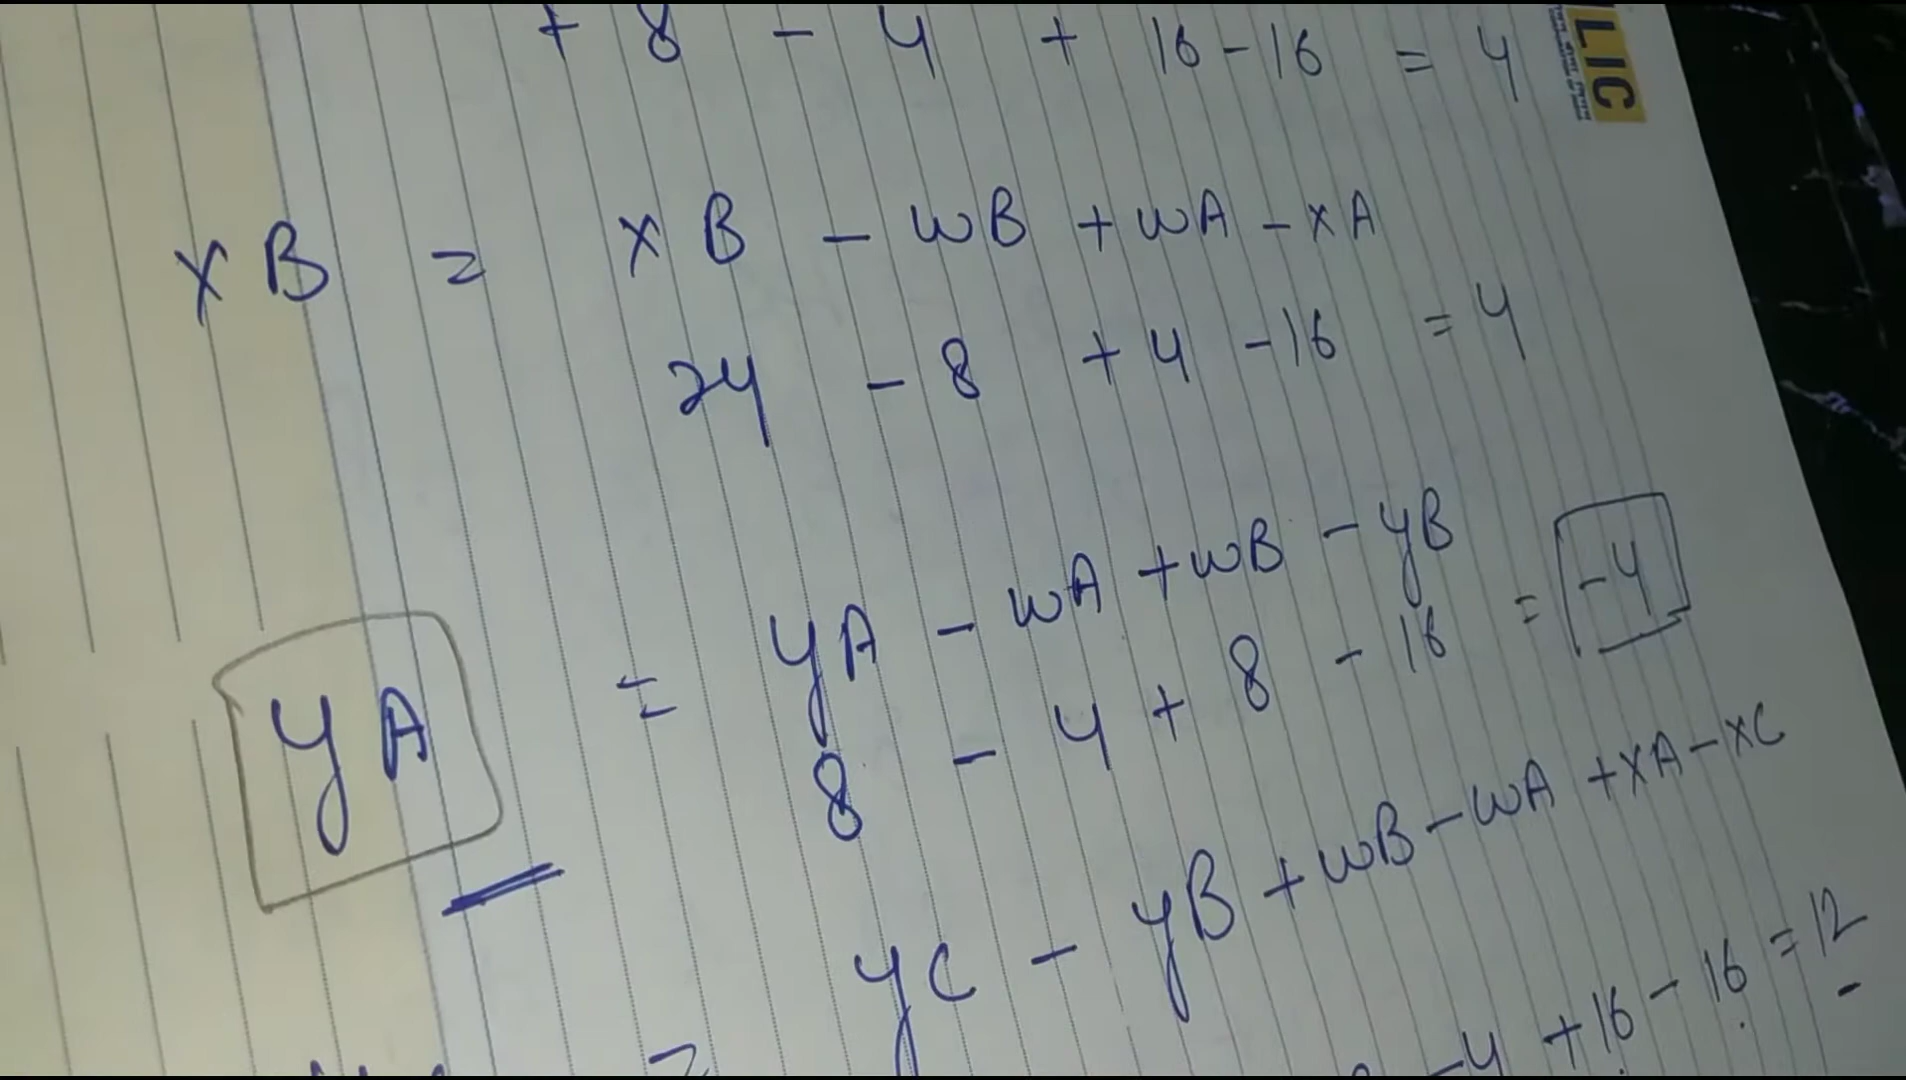 + 8 - 4 + 16 - 16 = 4
LIC
XB = XB - WB + WA - XA
24 - 8 + 4 - 16 = 4
YA = YA - WA + WB - YB
8 - 4 + 8 - 16 = -4
YC - YB + WB - WA + XA - XC
=
-4 + 16 - 16 = 12